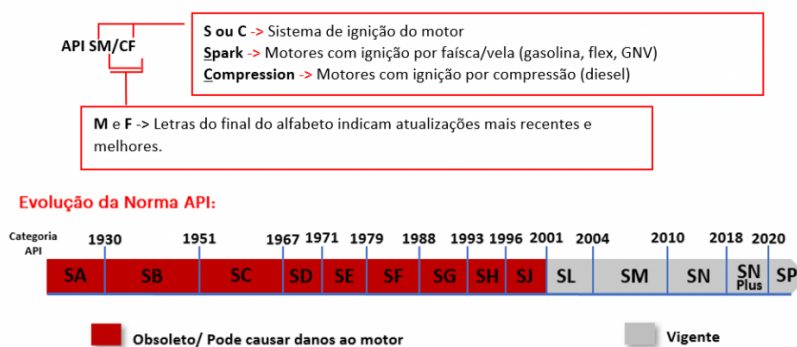 S ou C -> Sistema de ignição do motor
API SM/CF
Spark -> Motores com ignição por faísca/vela (gasolina, flex, GNV)
Compression -> Motores com ignição por compressão (diesel)
M e F -> Letras do final do alfabeto indicam atualizações mais recentes e
melhores.
Evolução da Norma API:
Categoria
API
1930 1951 1967 1971 1979 1988 1993 1996 2001 2004 2010 2018 2020
SA SB SC SD SE SF SG SH SJ SL SM SN SN Plus SP
Obsoleto/ Pode causar danos ao motor
Vigente